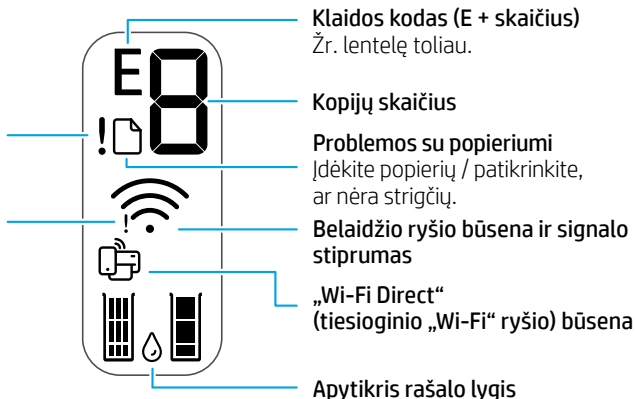 Klaidos kodas (E + skaičius)
Žr. lentelę toliau.
E8
Kopijų skaičius
!
Problemos su popieriumi
Įdėkite popierių / patikrinkite,
ar nėra strigčių.
!
Belaidžio ryšio būsena ir signalo
stiprumas
„Wi-Fi Direct“
(tiesioginio „Wi-Fi“ ryšio) būsena
Apytikris rašalo lygis